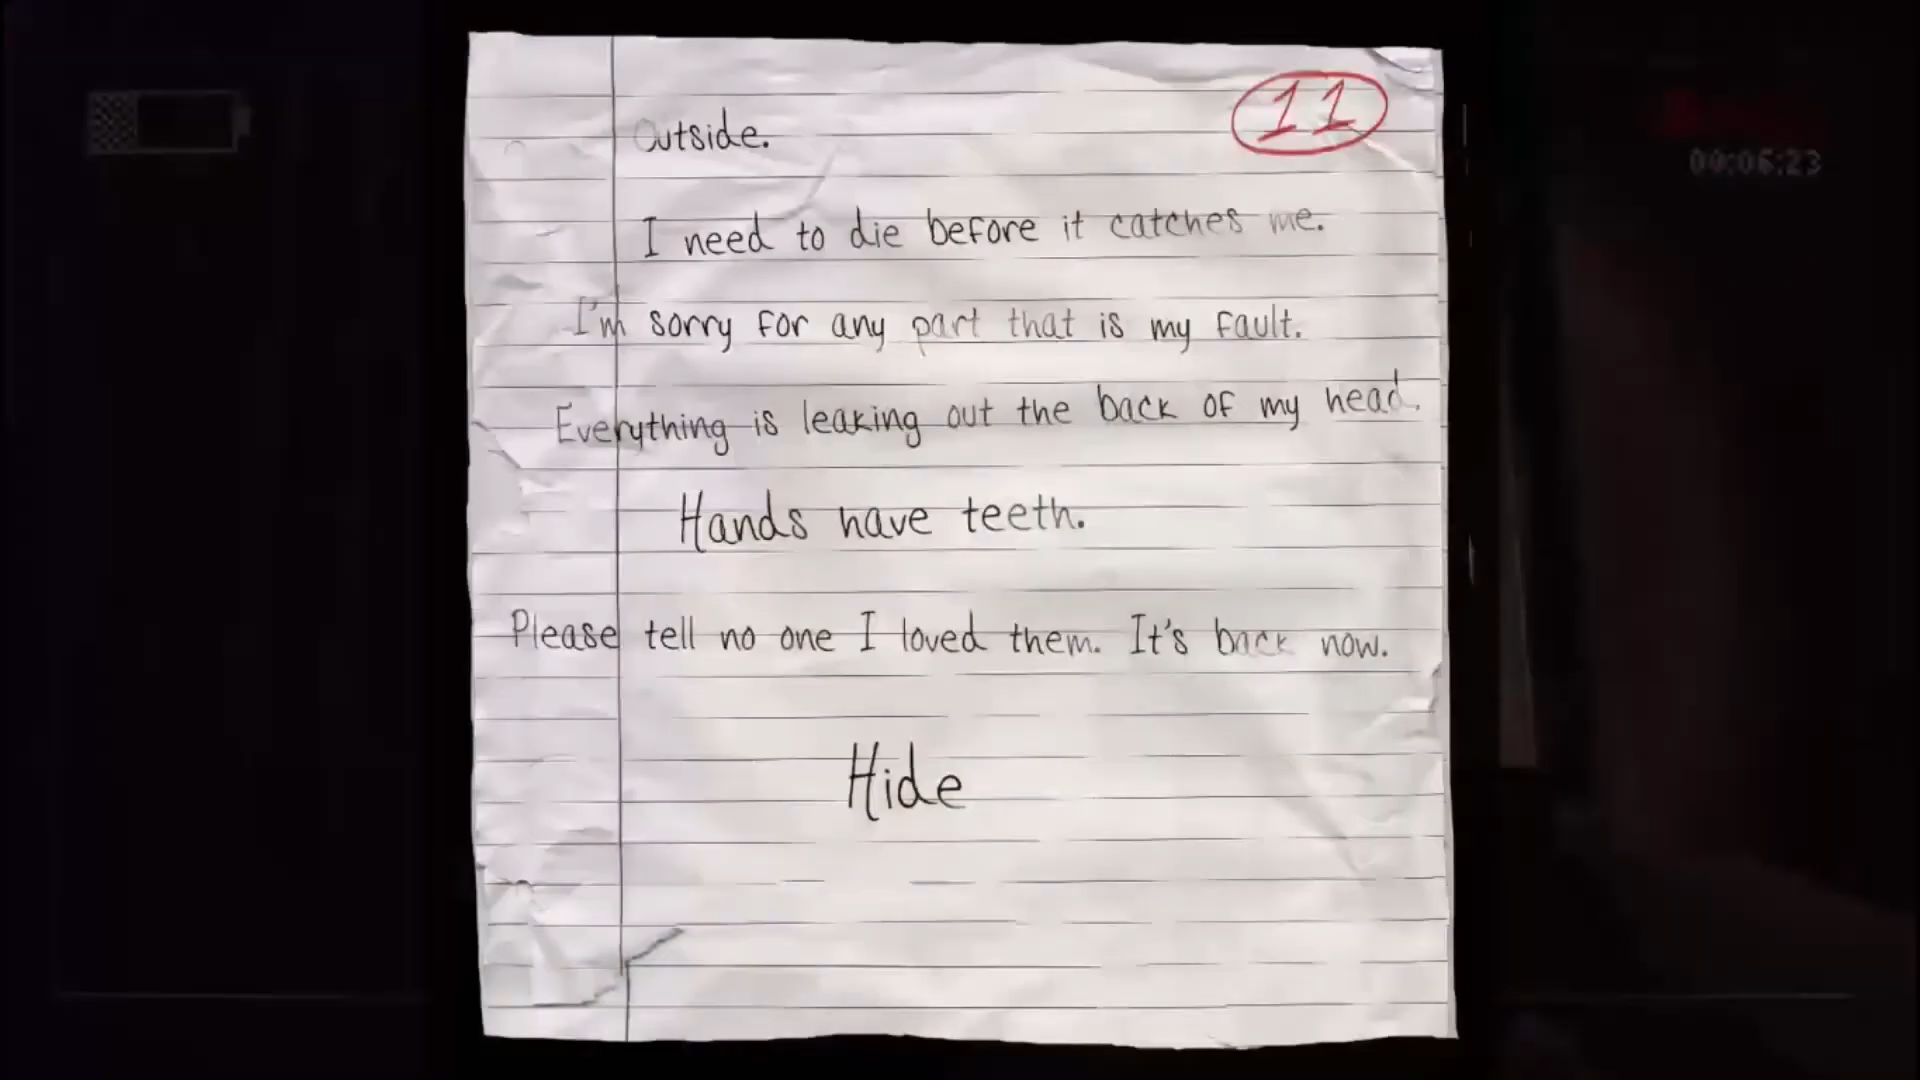 11
Outside.
00:06:23
I need to die before it catches me.
I'm sorry for any part that is my fault.
Everything is leaking out the back of my head.
Hands have teeth.
Please tell no one I loved them. It's back now.
Hide